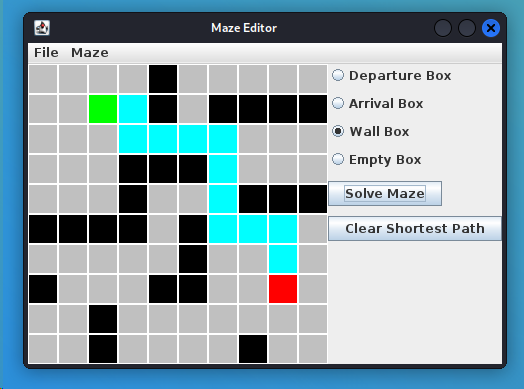 Maze Editor
File Maze
Departure Box
Arrival Box
Wall Box
Empty Box
Solve Maze
Clear Shortest Path